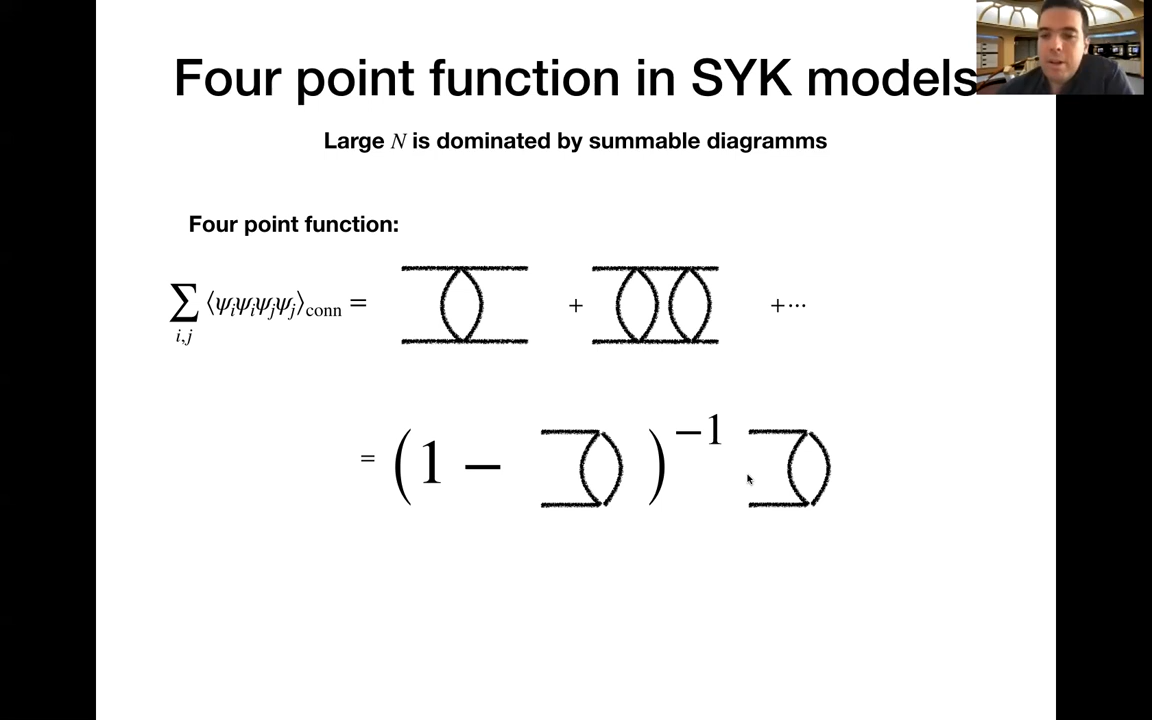 Four point function in SYK models
Large N is dominated by summable diagramms
Four point function:
∑ ⟨ψᵢψᵢψⱼψⱼ⟩conn = + +⋯
i,j
= (1 − )⁻¹